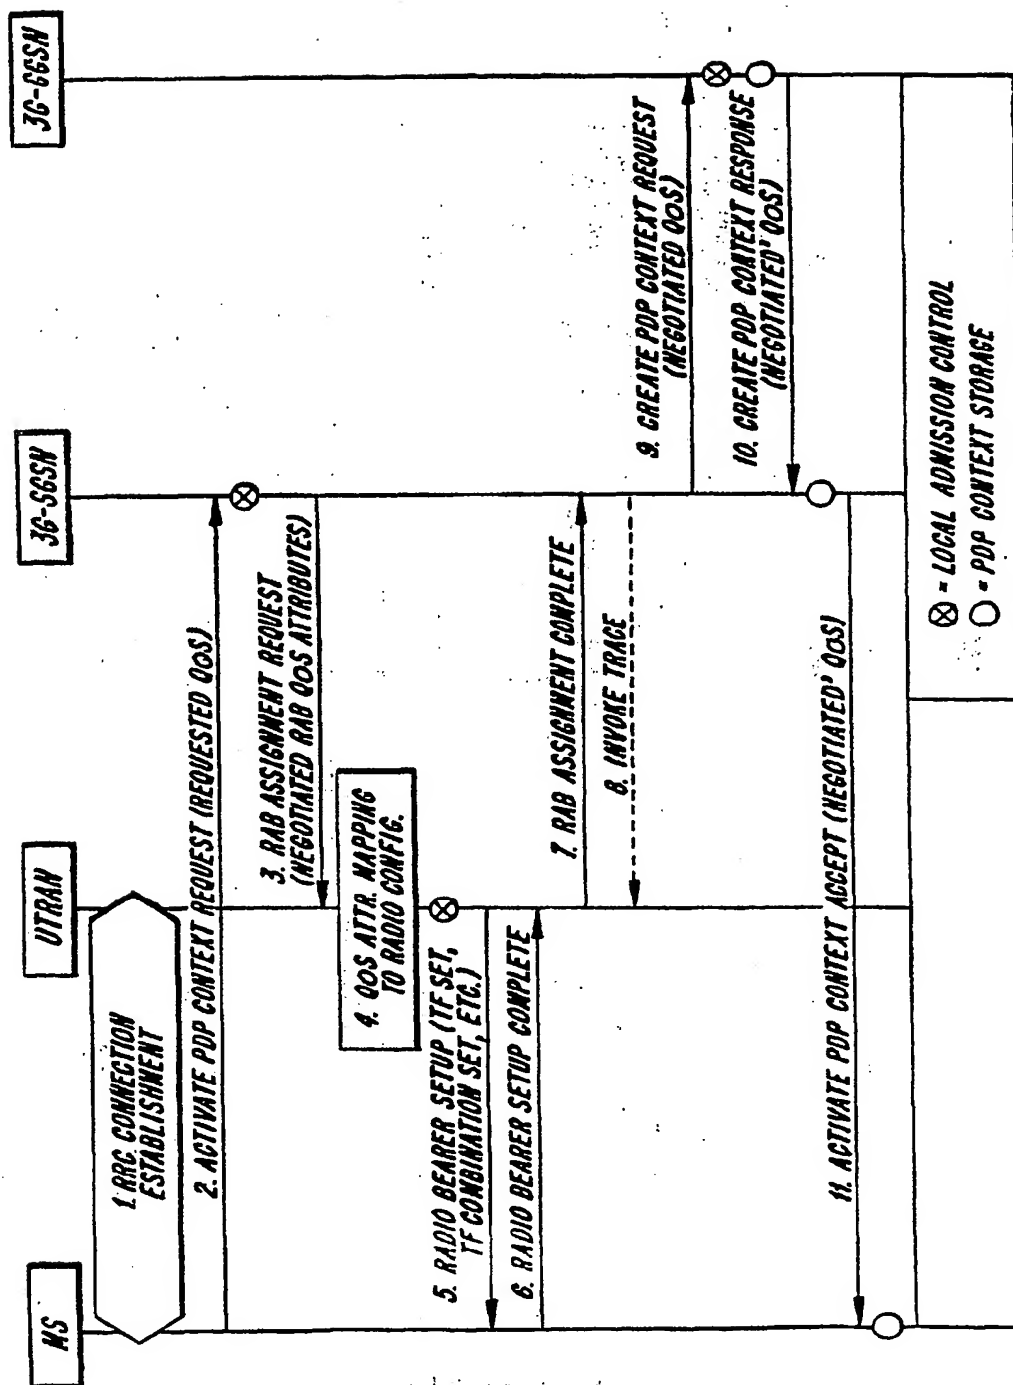 MS
UTRAN
3G-SGSN
3G-GGSN
1. RRC CONNECTION
ESTABLISHMENT
2. ACTIVATE PDP CONTEXT REQUEST (REQUESTED QoS)
3. RAB ASSIGNMENT REQUEST
(NEGOTIATED RAB QOS ATTRIBUTES)
4. QOS ATTR. MAPPING
TO RADIO CONFIG.
5. RADIO BEARER SETUP (TF SET,
TF COMBINATION SET, ETC.)
6. RADIO BEARER SETUP COMPLETE
7. RAB ASSIGNMENT COMPLETE
8. INVOKE TRACE
9. CREATE PDP CONTEXT REQUEST
(NEGOTIATED QoS)
10. CREATE PDP CONTEXT RESPONSE
(NEGOTIATED' QoS)
11. ACTIVATE PDP CONTEXT ACCEPT (NEGOTIATED' QoS)
⊗ = LOCAL ADMISSION CONTROL
○ = PDP CONTEXT STORAGE